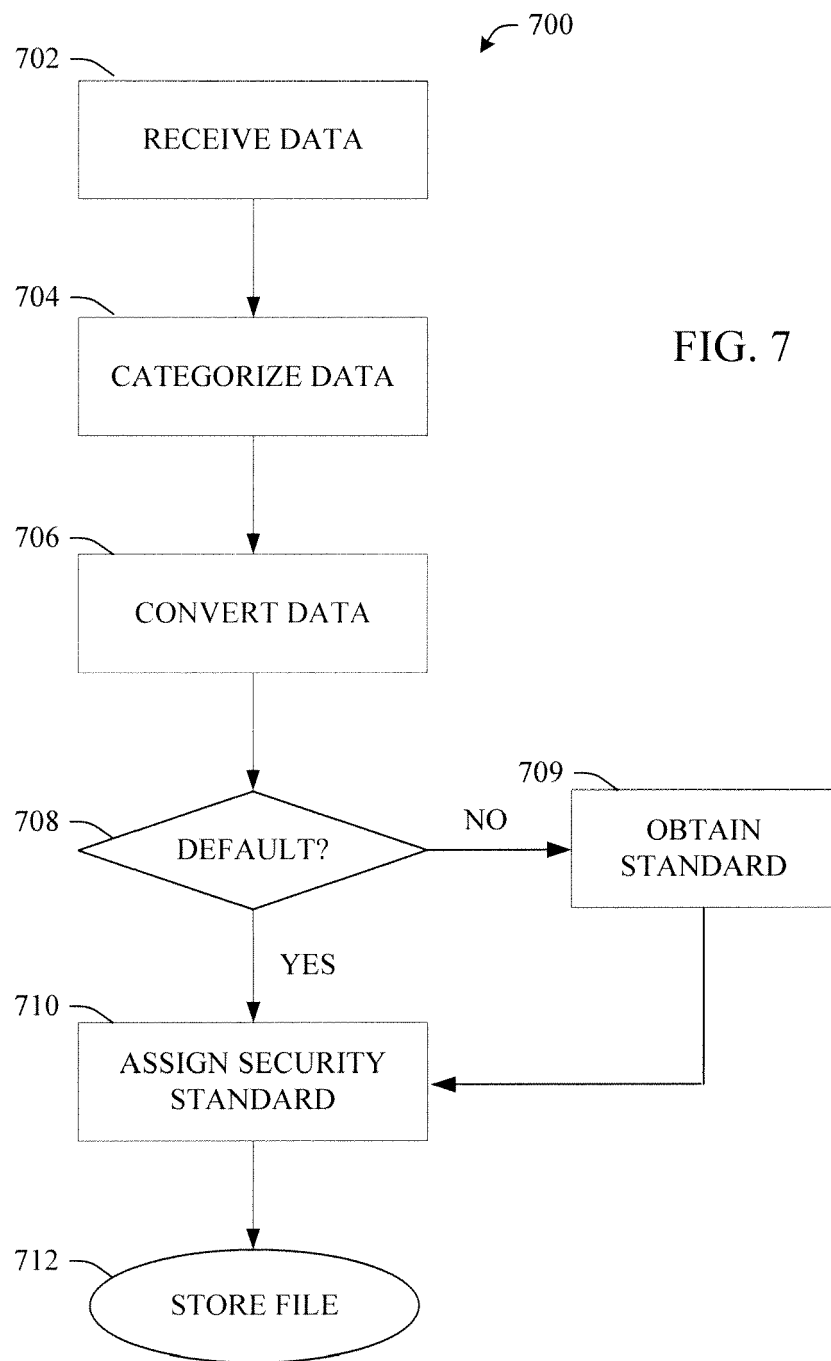 700
702
RECEIVE DATA
704
CATEGORIZE DATA
FIG. 7
706
CONVERT DATA
708
DEFAULT?
NO
709
OBTAIN
STANDARD
YES
710
ASSIGN SECURITY
STANDARD
712
STORE FILE